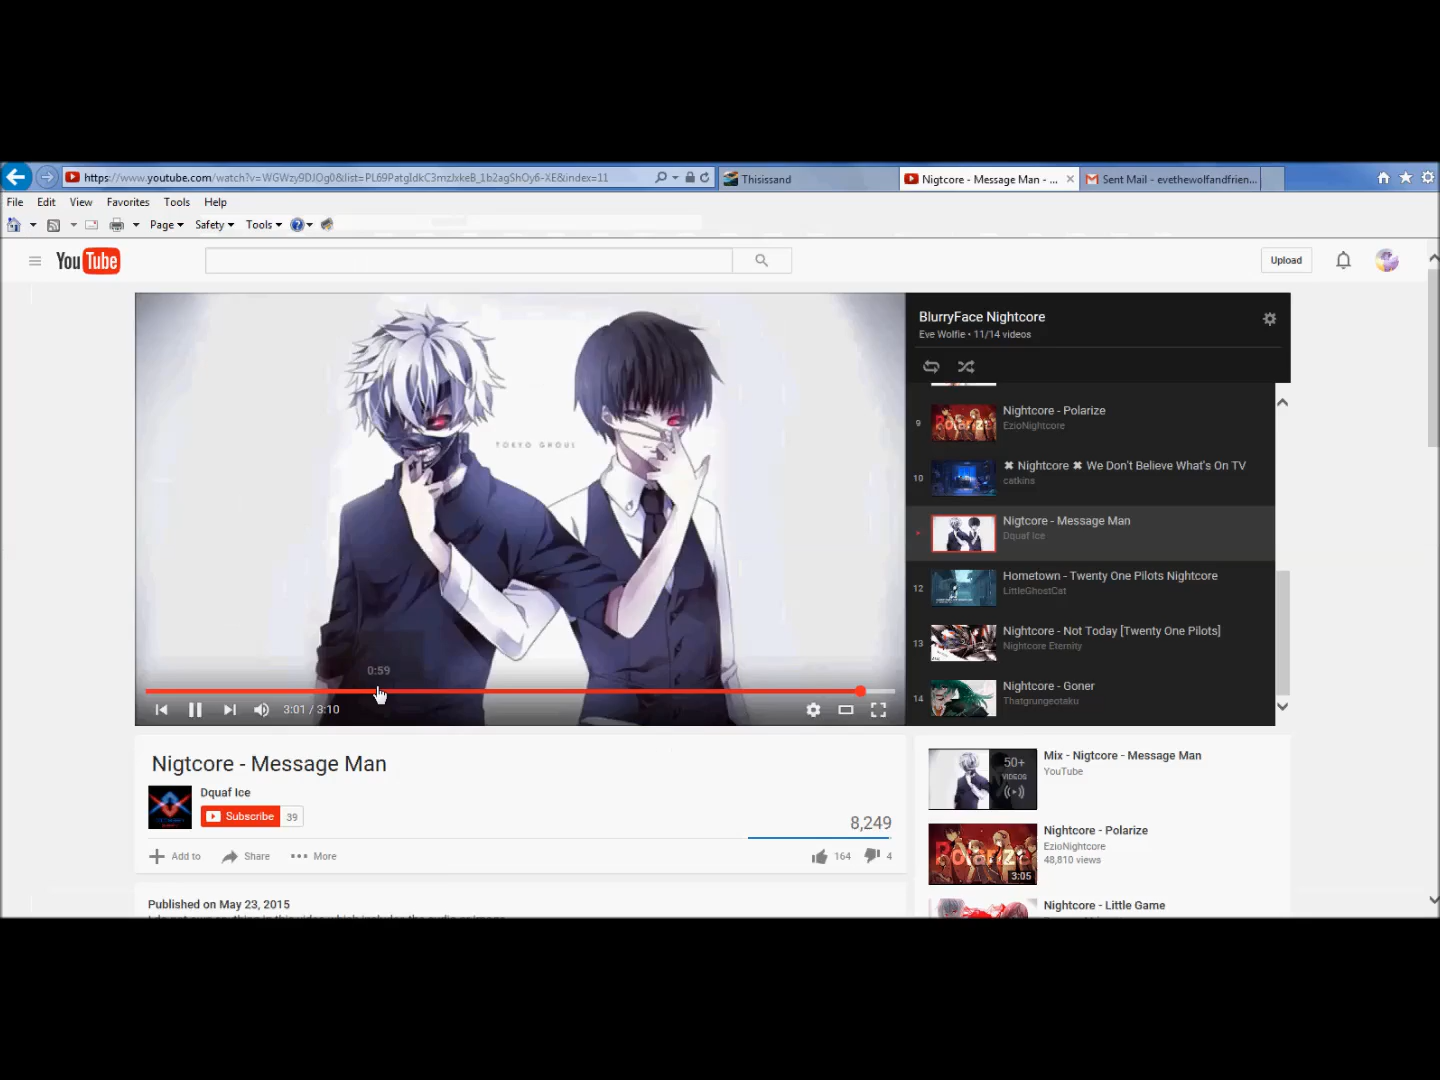 https://www.youtube.com/watch?v=WGWzy9DJOg0&list=PL69PatgIdkC3mzJxkeB_1b2agShOy6-XE&index=11
Thisissand
Nigtcore - Message Man - ...
Sent Mail - evethewolfandfrien...
File Edit View Favorites Tools Help
Page Safety Tools
YouTube
Upload
TOKYO GHOUL
0:59
3:01 / 3:10
BlurryFace Nightcore
Eve Wolfie • 11/14 videos
9
Polarize
Nightcore - Polarize
EzioNightcore
10
✖ Nightcore ✖ We Don't Believe What's On TV
catkins
Nigtcore - Message Man
Dquaf Ice
12
Hometown - Twenty One Pilots Nightcore
LittleGhostCat
13
Nightcore - Not Today [Twenty One Pilots]
Nightcore Eternity
14
Nightcore - Goner
Thatgrungeotaku
Nigtcore - Message Man
Dquaf Ice
Subscribe 39
8,249
Add to Share More
164 4
Published on May 23, 2015
50+
VIDEOS
Mix - Nigtcore - Message Man
YouTube
Polarize
3:05
Nightcore - Polarize
EzioNightcore
48,810 views
Nightcore - Little Game